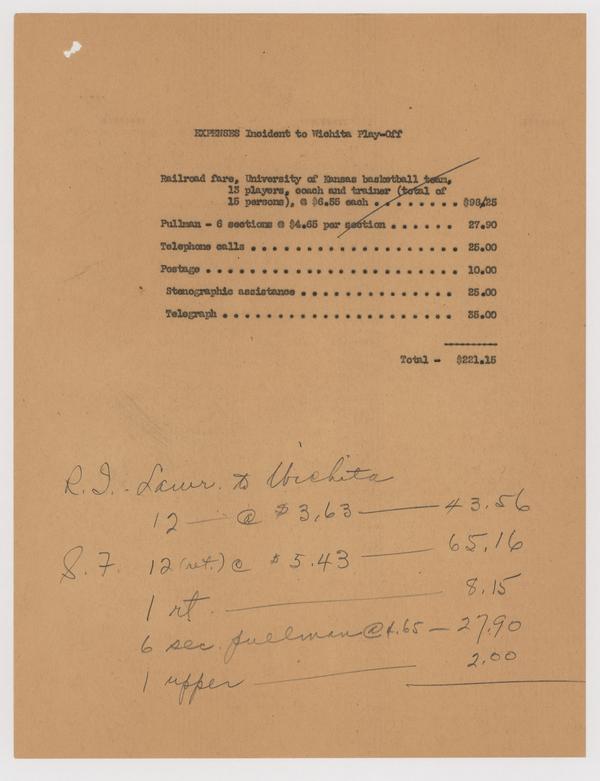 EXPENSES Incident to Wichita Play-Off
Railroad fare, University of Kansas basketball team,
13 players, coach and trainer (total of
15 persons), @ $6.55 each . . . . . . . . $98/25
Pullman - 6 sections @ $4.65 per section . . . . . . 27.90
Telephone calls . . . . . . . . . . . . . . . . . . . 25.00
Postage . . . . . . . . . . . . . . . . . . . . . . . 10.00
Stenographic assistance . . . . . . . . . . . . . . 25.00
Telegraph . . . . . . . . . . . . . . . . . . . . . 35.00
Total - $221.15
R.I. Lawr. to Wichita
12 — @ $3.63 — 43.56
S.F. 12 (ret.) @ $5.43 — 65.16
1 rt. — 8.15
6 sec. pullman @ 4.65 — 27.90
1 upper — 2.00